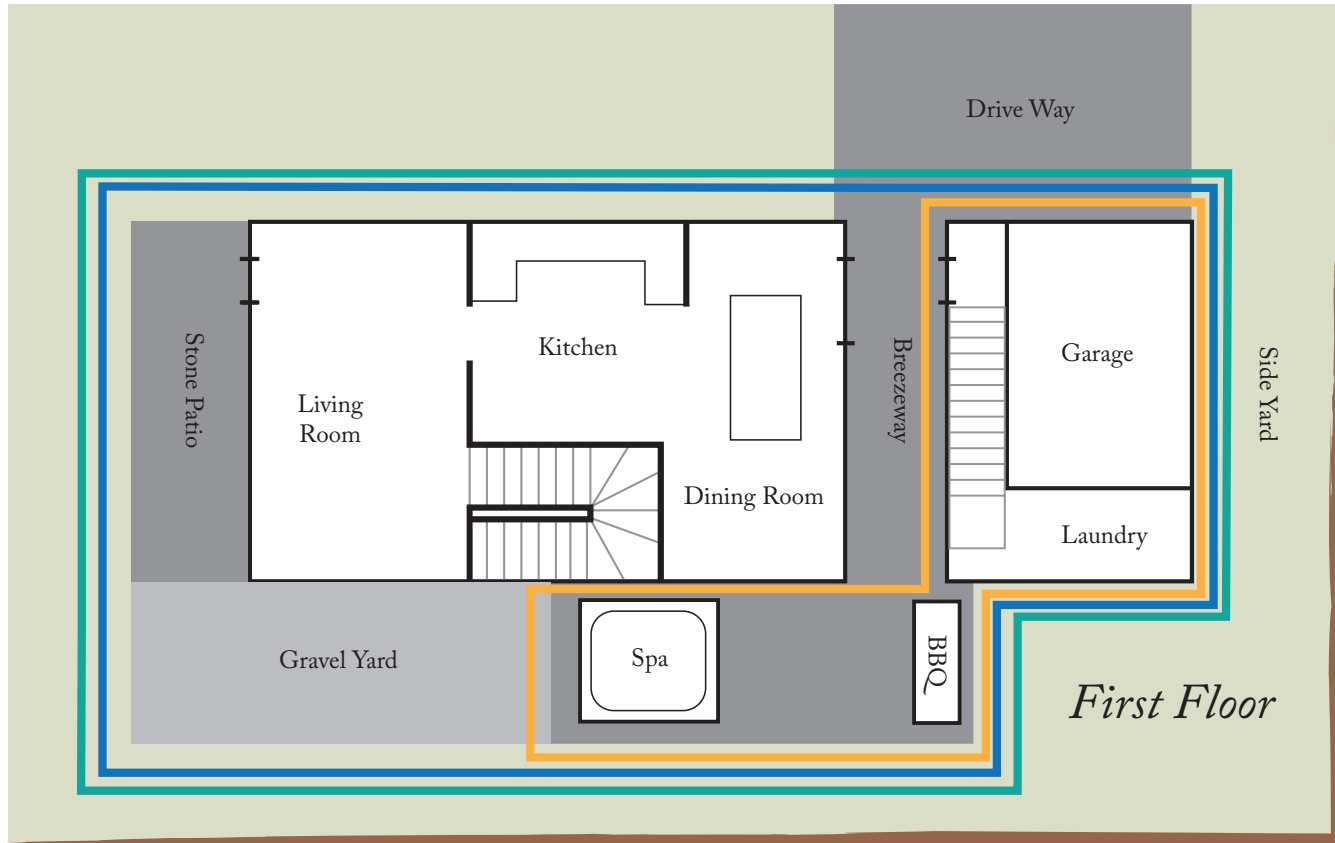 Drive Way
Stone Patio
Living
Room
Kitchen
Dining Room
Breezeway
Garage
Laundry
Side Yard
Gravel Yard
Spa
BBQ
First Floor